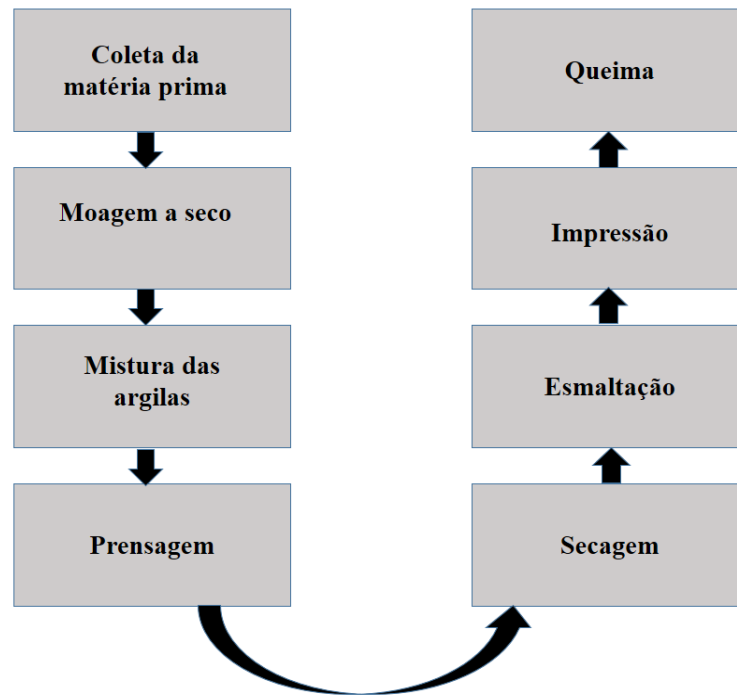 Coleta da
matéria prima
Moagem a seco
Mistura das
argilas
Prensagem
Secagem
Esmaltação
Impressão
Queima